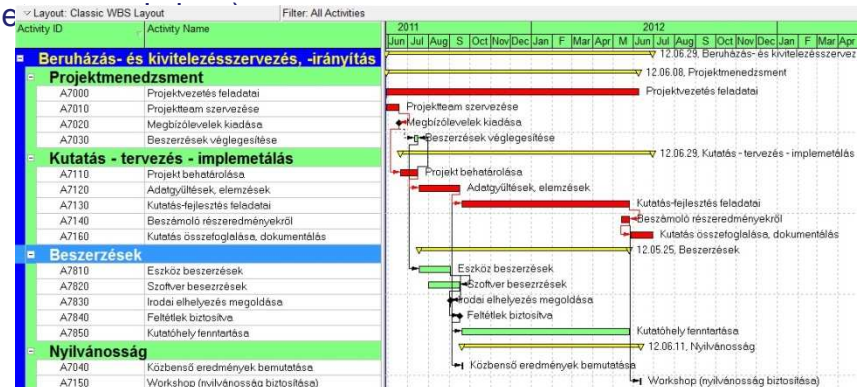 Layout: Classic WBS Layout Filter: All Activities
Activity ID Activity Name 2011 2012
Jun Jul Aug S Oct Nov Dec Jan F Mar Apr M Jun Jul Aug S Oct Nov Dec Jan F Mar Apr
Beruházás- és kivitelezésszervezés, -irányítás 12.06.29, Beruházás- és kivitelezésszervez
Projektmenedzsment 12.06.08, Projektmenedzsment
A7000 Projektvezetés feladatai Projektvezetés feladatai
A7010 Projektteam szervezése Projektteam szervezése
A7020 Megbízólevelek kiadása Megbízólevelek kiadása
A7030 Beszerzések véglegesítése Beszerzések véglegesítése
Kutatás - tervezés - implemetálás 12.06.29, Kutatás - tervezés - implemetálás
A7110 Projekt behatárolása Projekt behatárolása
A7120 Adatgyűltések, elemzések Adatgyűltések, elemzések
A7130 Kutatás-fejlesztés feladatai Kutatás-fejlesztés feladatai
A7140 Beszámoló részeredményekről Beszámoló részeredményekről
A7160 Kutatás összefoglalása, dokumentálás Kutatás összefoglalása, dokumentálás
Beszerzések 12.05.25, Beszerzések
A7810 Eszköz beszerzések Eszköz beszerzések
A7820 Szoftver besezrzések Szoftver besezrzések
A7830 Irodai elhelyezés megoldása Irodai elhelyezés megoldása
A7840 Feltétlek biztosítva Feltétlek biztosítva
A7850 Kutatóhely fenntartása Kutatóhely fenntartása
Nyilvánosság 12.06.11, Nyilvánosság
A7040 Közbenső eredmények bemutatása Közbenső eredmények bemutatása
A7150 Workshop (nyilvánosság biztosítása) Workshop (nyilvánosság biztosítása)